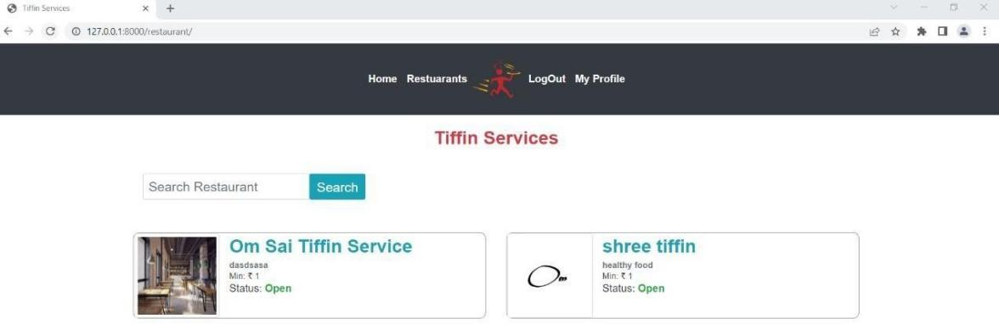 Tiffin Services
127.0.0.1:8000/restaurant/
Home Restuarants LogOut My Profile
Tiffin Services
Search Restaurant Search
Om Sai Tiffin Service
dasdsasa
Min: ₹ 1
Status: Open
Om
shree tiffin
healthy food
Min: ₹ 1
Status: Open